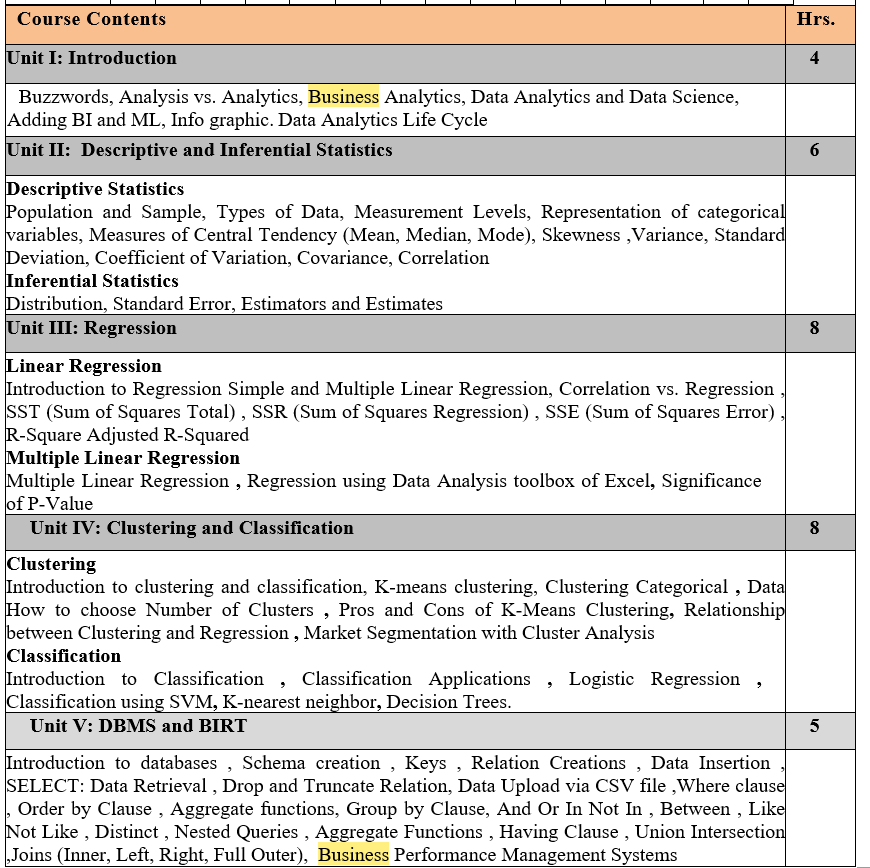 Course Contents Hrs.
Unit I: Introduction 4
Buzzwords, Analysis vs. Analytics, Business Analytics, Data Analytics and Data Science,
Adding BI and ML, Info graphic. Data Analytics Life Cycle
Unit II: Descriptive and Inferential Statistics 6
Descriptive Statistics
Population and Sample, Types of Data, Measurement Levels, Representation of categorical
variables, Measures of Central Tendency (Mean, Median, Mode), Skewness ,Variance, Standard
Deviation, Coefficient of Variation, Covariance, Correlation
Inferential Statistics
Distribution, Standard Error, Estimators and Estimates
Unit III: Regression 8
Linear Regression
Introduction to Regression Simple and Multiple Linear Regression, Correlation vs. Regression ,
SST (Sum of Squares Total) , SSR (Sum of Squares Regression) , SSE (Sum of Squares Error) ,
R-Square Adjusted R-Squared
Multiple Linear Regression
Multiple Linear Regression , Regression using Data Analysis toolbox of Excel, Significance
of P-Value
Unit IV: Clustering and Classification 8
Clustering
Introduction to clustering and classification, K-means clustering, Clustering Categorical , Data
How to choose Number of Clusters , Pros and Cons of K-Means Clustering, Relationship
between Clustering and Regression , Market Segmentation with Cluster Analysis
Classification
Introduction to Classification , Classification Applications , Logistic Regression ,
Classification using SVM, K-nearest neighbor, Decision Trees.
Unit V: DBMS and BIRT 5
Introduction to databases , Schema creation , Keys , Relation Creations , Data Insertion ,
SELECT: Data Retrieval , Drop and Truncate Relation, Data Upload via CSV file ,Where clause
, Order by Clause , Aggregate functions, Group by Clause, And Or In Not In , Between , Like
Not Like , Distinct , Nested Queries , Aggregate Functions , Having Clause , Union Intersection
,Joins (Inner, Left, Right, Full Outer), Business Performance Management Systems